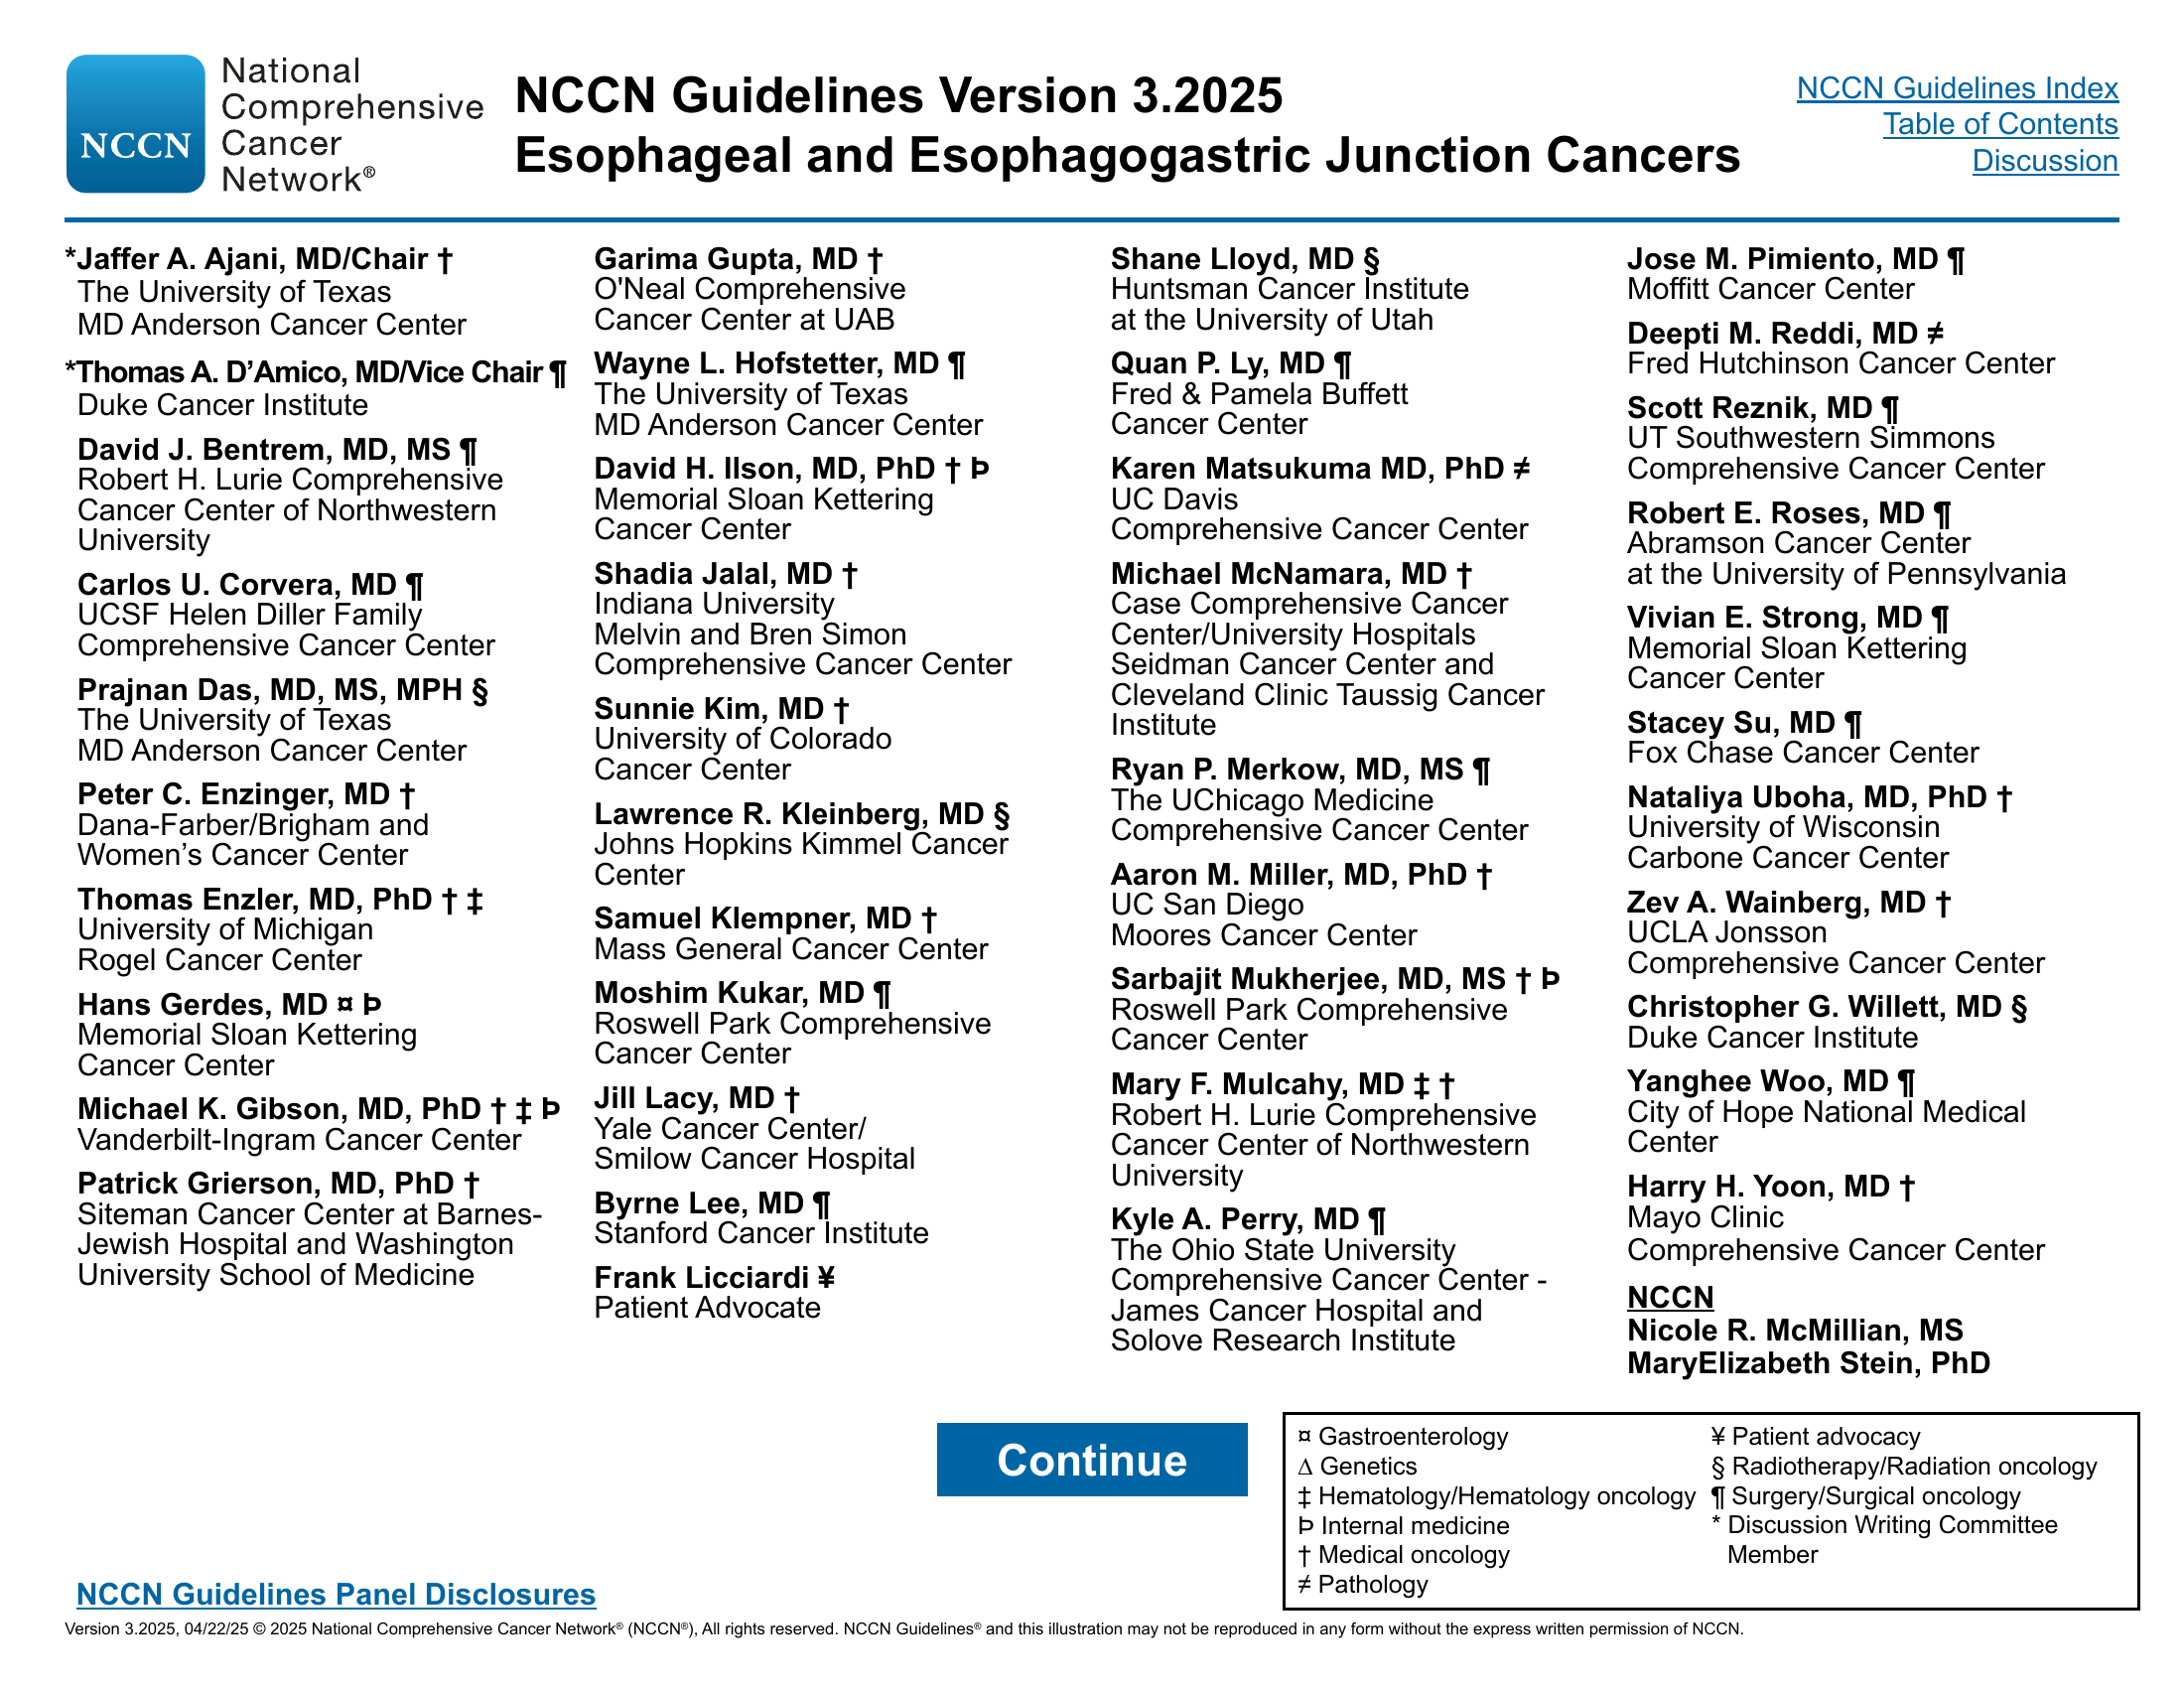 NCCN
National
Comprehensive
Cancer
Network®
NCCN Guidelines Version 3.2025
Esophageal and Esophagogastric Junction Cancers
NCCN Guidelines Index
Table of Contents
Discussion
*Jaffer A. Ajani, MD/Chair †
The University of Texas
MD Anderson Cancer Center
*Thomas A. D’Amico, MD/Vice Chair ¶
Duke Cancer Institute
David J. Bentrem, MD, MS ¶
Robert H. Lurie Comprehensive
Cancer Center of Northwestern
University
Carlos U. Corvera, MD ¶
UCSF Helen Diller Family
Comprehensive Cancer Center
Prajnan Das, MD, MS, MPH §
The University of Texas
MD Anderson Cancer Center
Peter C. Enzinger, MD †
Dana-Farber/Brigham and
Women’s Cancer Center
Thomas Enzler, MD, PhD † ‡
University of Michigan
Rogel Cancer Center
Hans Gerdes, MD ¤ Þ
Memorial Sloan Kettering
Cancer Center
Michael K. Gibson, MD, PhD † ‡ Þ
Vanderbilt-Ingram Cancer Center
Patrick Grierson, MD, PhD †
Siteman Cancer Center at Barnes-
Jewish Hospital and Washington
University School of Medicine
Garima Gupta, MD †
O'Neal Comprehensive
Cancer Center at UAB
Wayne L. Hofstetter, MD ¶
The University of Texas
MD Anderson Cancer Center
David H. Ilson, MD, PhD † Þ
Memorial Sloan Kettering
Cancer Center
Shadia Jalal, MD †
Indiana University
Melvin and Bren Simon
Comprehensive Cancer Center
Sunnie Kim, MD †
University of Colorado
Cancer Center
Lawrence R. Kleinberg, MD §
Johns Hopkins Kimmel Cancer
Center
Samuel Klempner, MD †
Mass General Cancer Center
Moshim Kukar, MD ¶
Roswell Park Comprehensive
Cancer Center
Jill Lacy, MD †
Yale Cancer Center/
Smilow Cancer Hospital
Byrne Lee, MD ¶
Stanford Cancer Institute
Frank Licciardi ¥
Patient Advocate
Shane Lloyd, MD §
Huntsman Cancer Institute
at the University of Utah
Quan P. Ly, MD ¶
Fred & Pamela Buffett
Cancer Center
Karen Matsukuma MD, PhD ≠
UC Davis
Comprehensive Cancer Center
Michael McNamara, MD †
Case Comprehensive Cancer
Center/University Hospitals
Seidman Cancer Center and
Cleveland Clinic Taussig Cancer
Institute
Ryan P. Merkow, MD, MS ¶
The UChicago Medicine
Comprehensive Cancer Center
Aaron M. Miller, MD, PhD †
UC San Diego
Moores Cancer Center
Sarbajit Mukherjee, MD, MS † Þ
Roswell Park Comprehensive
Cancer Center
Mary F. Mulcahy, MD ‡ †
Robert H. Lurie Comprehensive
Cancer Center of Northwestern
University
Kyle A. Perry, MD ¶
The Ohio State University
Comprehensive Cancer Center -
James Cancer Hospital and
Solove Research Institute
Jose M. Pimiento, MD ¶
Moffitt Cancer Center
Deepti M. Reddi, MD ≠
Fred Hutchinson Cancer Center
Scott Reznik, MD ¶
UT Southwestern Simmons
Comprehensive Cancer Center
Robert E. Roses, MD ¶
Abramson Cancer Center
at the University of Pennsylvania
Vivian E. Strong, MD ¶
Memorial Sloan Kettering
Cancer Center
Stacey Su, MD ¶
Fox Chase Cancer Center
Nataliya Uboha, MD, PhD †
University of Wisconsin
Carbone Cancer Center
Zev A. Wainberg, MD †
UCLA Jonsson
Comprehensive Cancer Center
Christopher G. Willett, MD §
Duke Cancer Institute
Yanghee Woo, MD ¶
City of Hope National Medical
Center
Harry H. Yoon, MD †
Mayo Clinic
Comprehensive Cancer Center
NCCN
Nicole R. McMillian, MS
MaryElizabeth Stein, PhD
Continue
¤ Gastroenterology
Δ Genetics
‡ Hematology/Hematology oncology
Þ Internal medicine
† Medical oncology
≠ Pathology
¥ Patient advocacy
§ Radiotherapy/Radiation oncology
¶ Surgery/Surgical oncology
* Discussion Writing Committee
Member
NCCN Guidelines Panel Disclosures
Version 3.2025, 04/22/25 © 2025 National Comprehensive Cancer Network® (NCCN®), All rights reserved. NCCN Guidelines® and this illustration may not be reproduced in any form without the express written permission of NCCN.